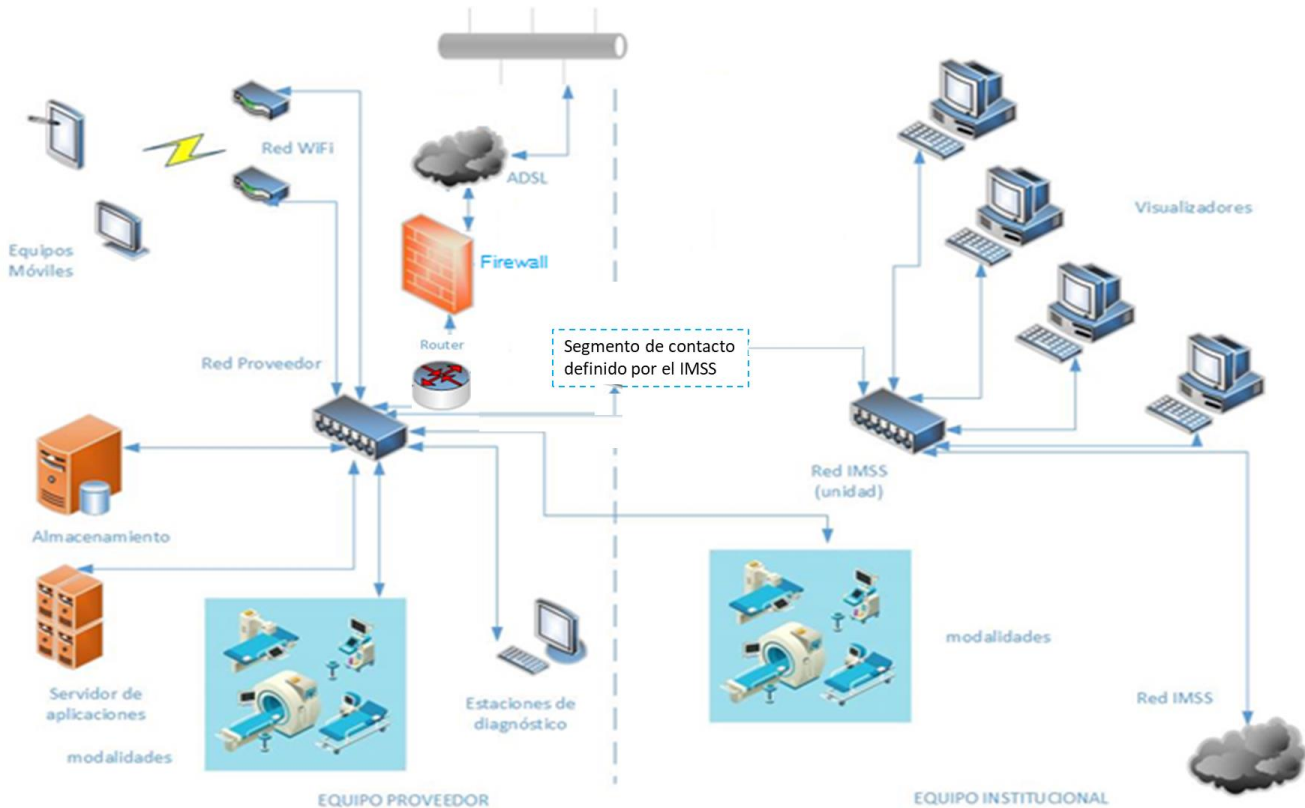 Red WiFi
ADSL
Equipos
Móviles
Firewall
Visualizadores
Router
Red Proveedor
Segmento de contacto
definido por el IMSS
Red IMSS
(unidad)
Almacenamiento
Servidor de
aplicaciones
modalidades
Estaciones de
diagnóstico
modalidades
Red IMSS
EQUIPO PROVEEDOR
EQUIPO INSTITUCIONAL